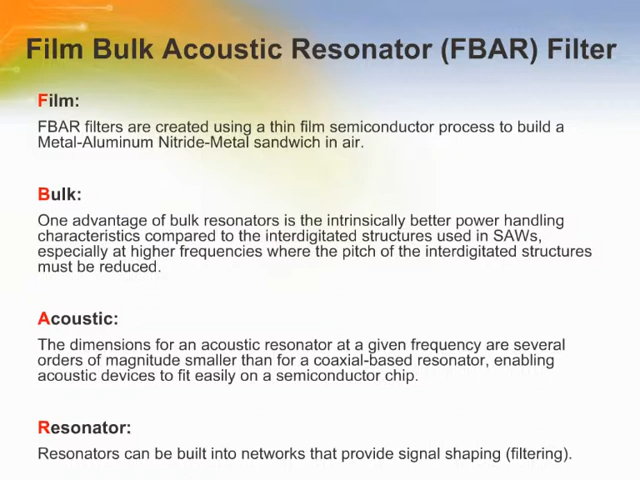 Film Bulk Acoustic Resonator (FBAR) Filter
Film:
FBAR filters are created using a thin film semiconductor process to build a
Metal-Aluminum Nitride-Metal sandwich in air.
Bulk:
One advantage of bulk resonators is the intrinsically better power handling
characteristics compared to the interdigitated structures used in SAWs,
especially at higher frequencies where the pitch of the interdigitated structures
must be reduced.
Acoustic:
The dimensions for an acoustic resonator at a given frequency are several
orders of magnitude smaller than for a coaxial-based resonator, enabling
acoustic devices to fit easily on a semiconductor chip.
Resonator:
Resonators can be built into networks that provide signal shaping (filtering).